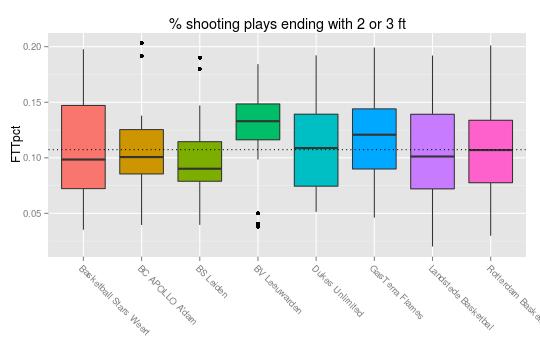 % shooting plays ending with 2 or 3 ft
FTTpct
0.20
0.15
0.10
0.05
Basketball Stars Weert
BC APOLLO A'dam
BS Leiden
BV Leeuwarden
Dukes Unlimited
GasTerra Flames
Landstede Basketbal
Rotterdam Baske